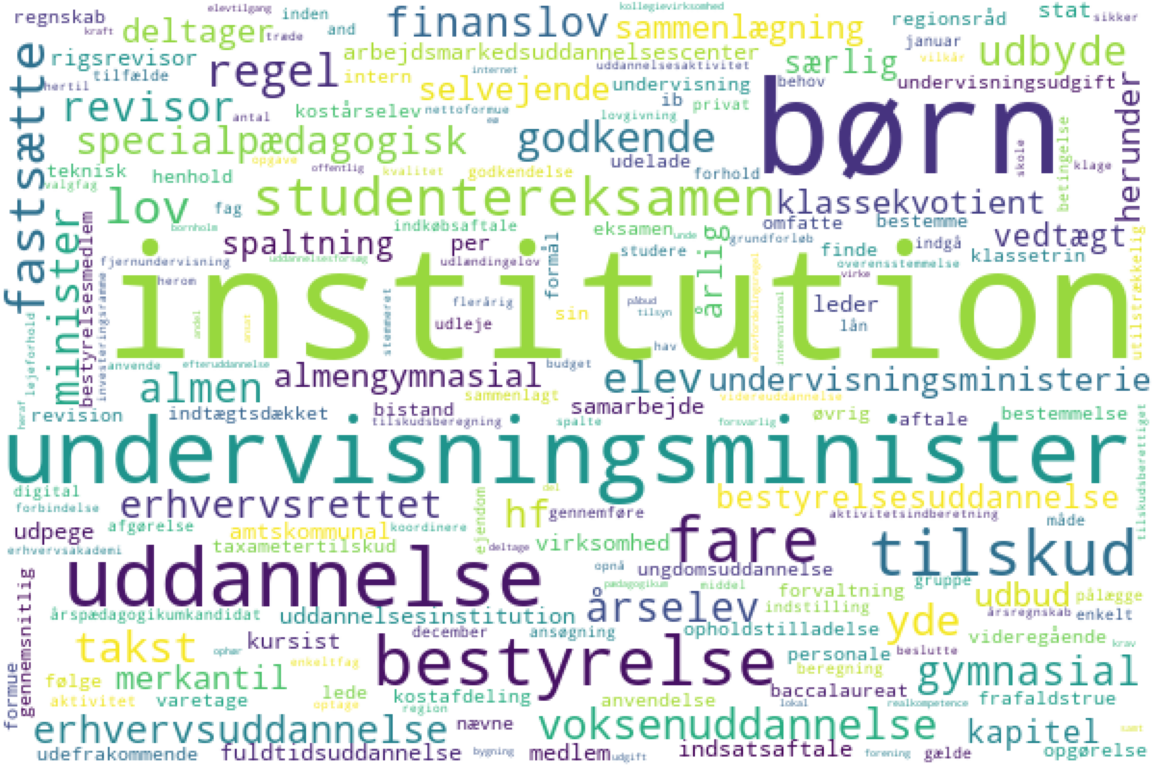 regnskab
elevtilgang
inden
and
finanslov
kollegievirksomhed
sammenlægning
regionsråd
stat
sikker
kraft
deltager
træde
arbejdsmarkedsuddannelsescenter
januar
vilkår
udbyde
rigsrevisor
tilfælde
hertil
regel
intern
internet
uddannelsesaktivitet
særlig
undervisning
behov
undervisningsudgift
fastsætte
revisor
antal
kostårselev
nettoformue
selvejende
lovgivning
ib
privat
børn
herunder
specialpædagogisk
godkende
udelade
skole
klage
betingelse
teknisk
valgfag
henhold
opgave
offentlig
kvalitet
godkendelse
forhold
lov
fag
studentereksamen
klassekvotient
bornholm
indkøbsaftale
eksamen
unde
omfatte
bestemme
vedtægt
minister
bestyrelsesmedlem
spaltning
per
udlændingelov
formål
studere
årlig
grundforløb
finde
indgå
klassetrin
fjernundervisning
uddannelsesforsøg
overensstemmelse
herom
flerårig
påbud
tilsyn
virke
institution
leder
lån
udleje
stemmeret
sin
hav
international
utilstrækkelig
lejeforhold
investeringsramme
andel
ansat
anvende
efteruddannelse
budget
almen
almengymnasial
elev
undervisningsministerie
sammenlagt
videreuddannelse
heraf
revision
indtægtsdækket
bistand
tilskudsberegning
samarbejde
spalte
forsvarlig
øvrig
aftale
bestemmelse
undervisningsminister
tilskudsberettiget
digital
forbindelse
erhvervsrettet
ejendom
del
hf
gennemføre
bestyrelsesuddannelse
udpege
afgørelse
amtskommunal
koordinere
aktivitetsindberetning
måde
erhvervsakademi
taxametertilskud
deltage
virksomhed
fare
tilskud
uddannelse
opnå
ungdomsuddannelse
gruppe
gennemsnitlig
pædagogikum
middel
forvaltning
udbud
pålægge
årspædagogikumkandidat
uddannelsesinstitution
årselev
indstilling
yde
årsregnskab
enkelt
takst
kursist
december
ansøgning
opholdstilladelse
beslutte
videregående
krav
ophør
enkeltfag
bestyrelse
personale
beregning
gymnasial
formue
følge
merkantil
optage
aktivitet
varetage
lede
kostafdeling
region
anvendelse
lokal
baccalaureat
realkompetence
frafaldstrue
erhvervsuddannelse
nævne
voksenuddannelse
kapitel
samt
udefrakommende
fuldtidsuddannelse
bygning
medlem
udgift
indsatsaftale
forening
gælde
opgørelse